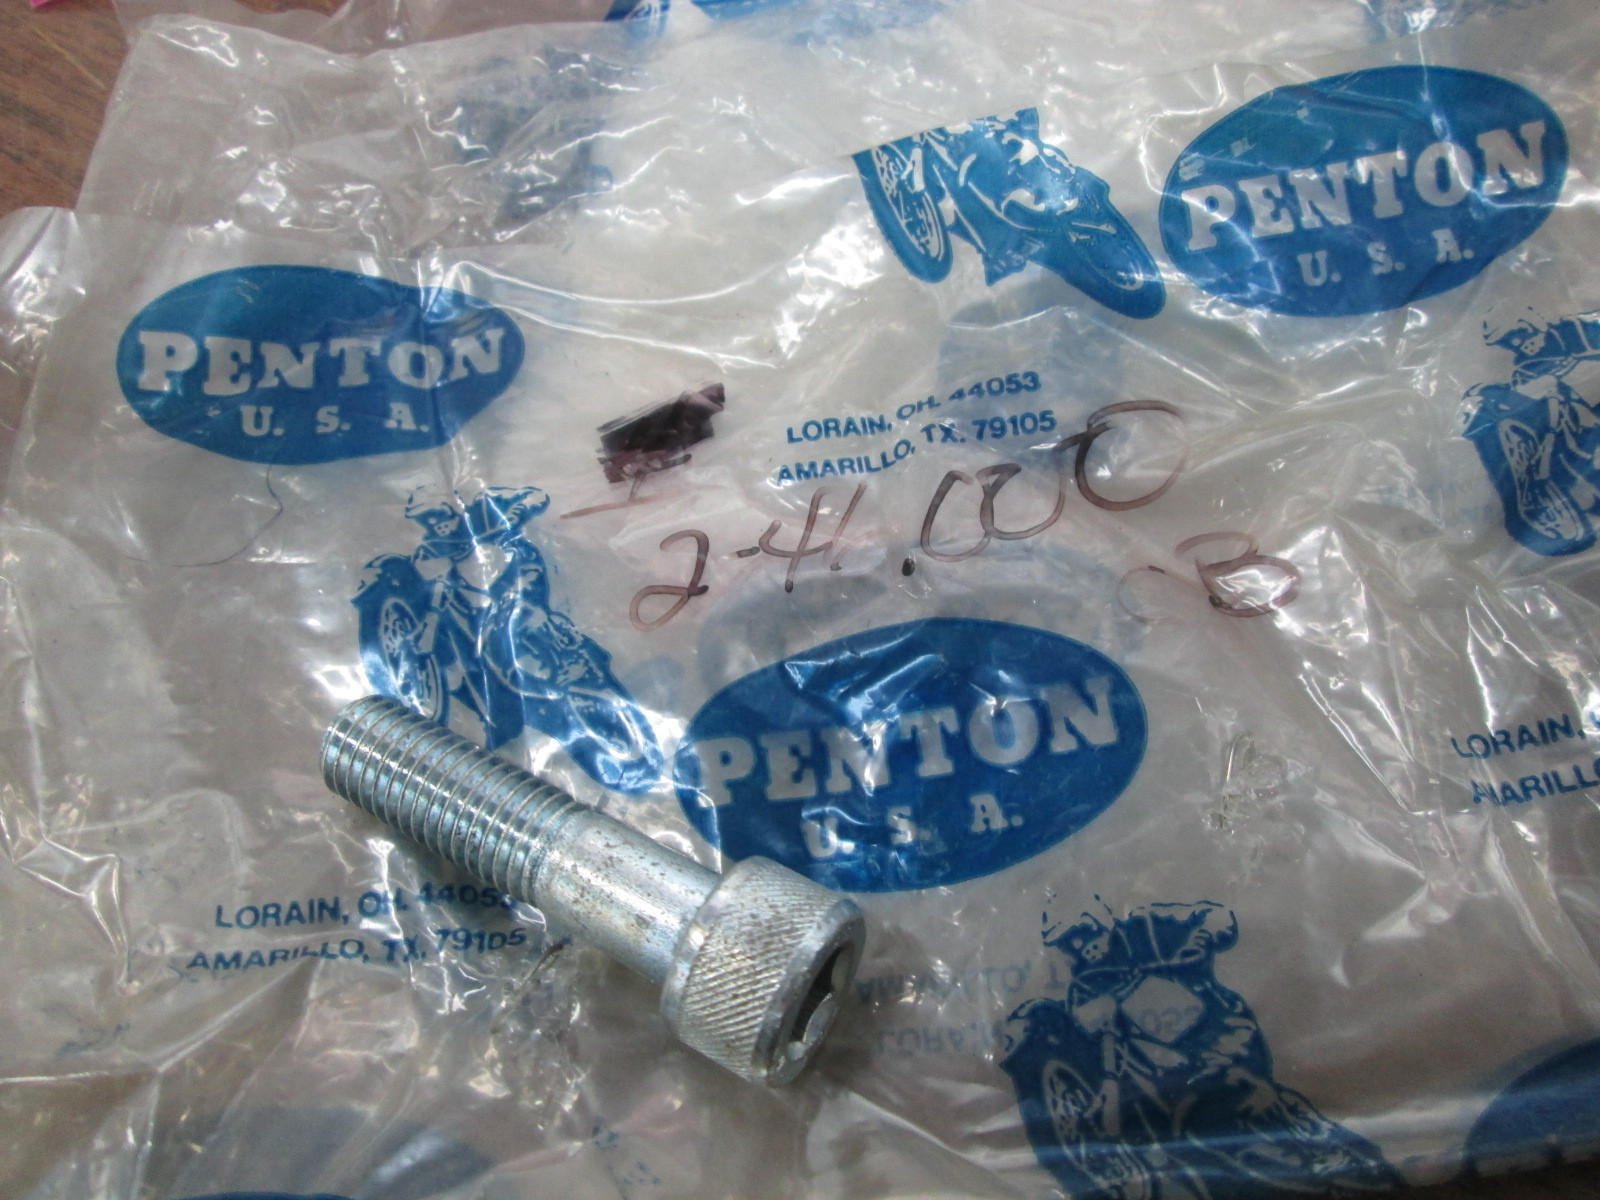 PENTON
U. S. A.
PENTON
U. S. A.
LORAIN, OH. 44053
AMARILLO, TX. 79105
2-41.000
PENTON
U. S. A.
LORAIN, OH. 44053
AMARILLO, TX. 79105
LORAIN,
AMARILLO